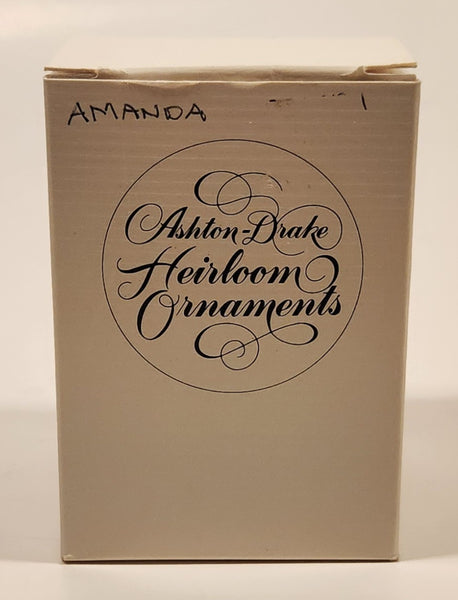 AMANDA
Ashton-Drake
Heirloom
Ornaments